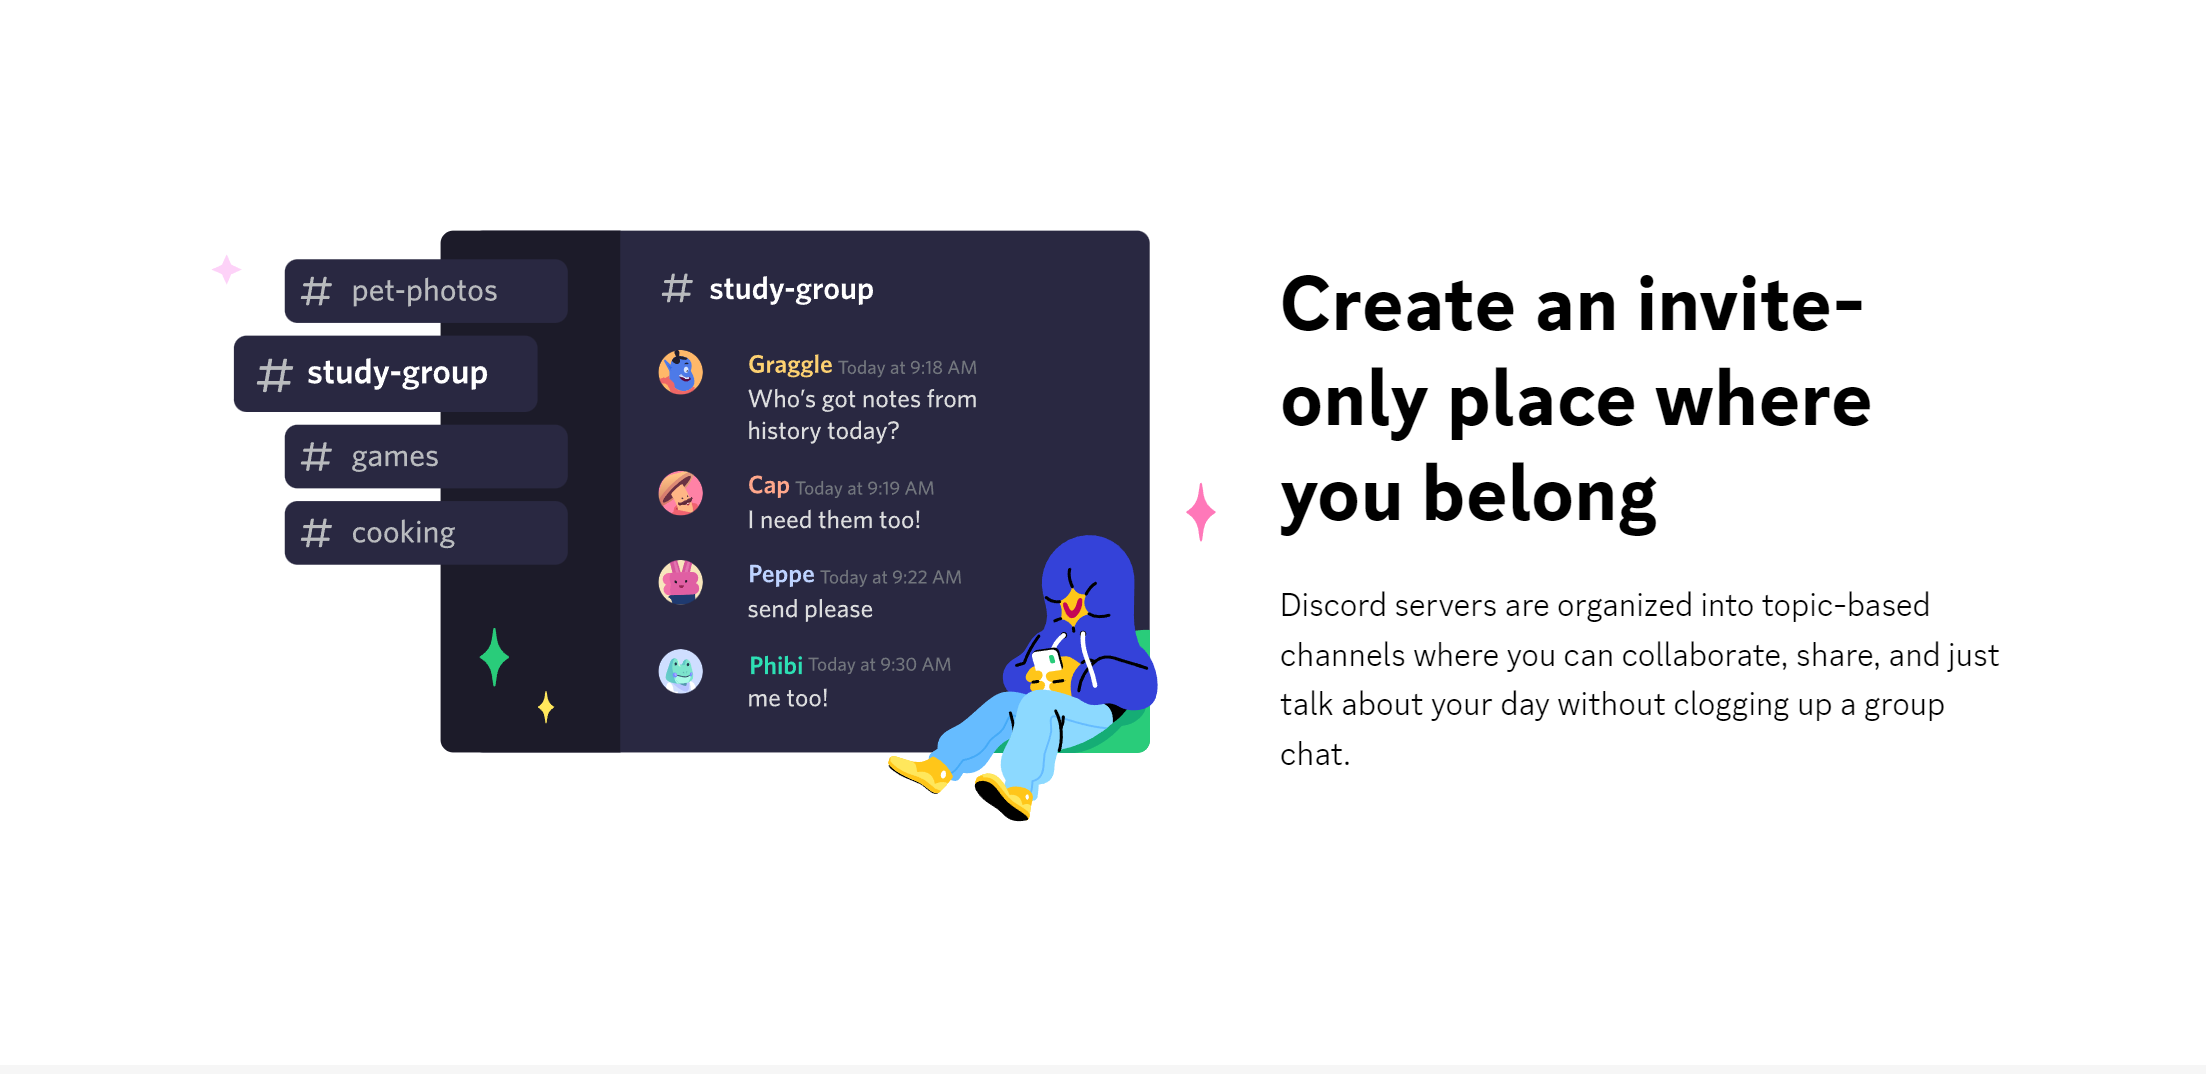 # pet-photos
# study-group
# games
# cooking
# study-group
Graggle Today at 9:18 AM
Who's got notes from
history today?
Cap Today at 9:19 AM
I need them too!
Peppe Today at 9:22 AM
send please
Phibi Today at 9:30 AM
me too!
Create an invite-
only place where
you belong
Discord servers are organized into topic-based
channels where you can collaborate, share, and just
talk about your day without clogging up a group
chat.